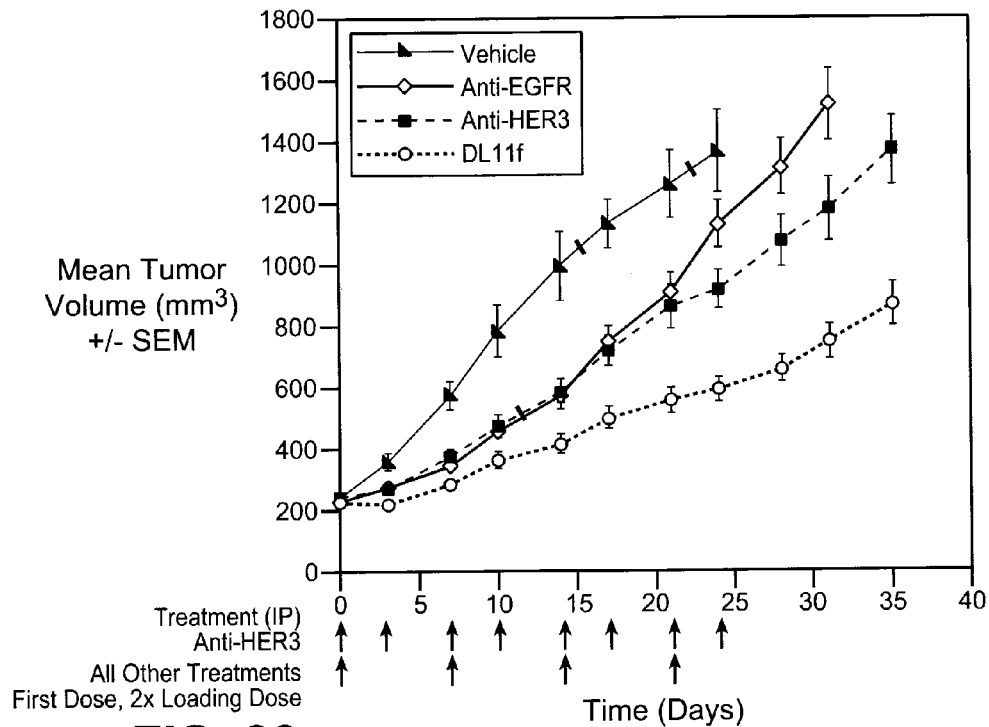 1800
1600
1400
1200
1000
800
600
400
200
0
Vehicle
Anti-EGFR
Anti-HER3
DL11f
Mean Tumor
Volume (mm3)
+/- SEM
0 5 10 15 20 25 30 35 40
Treatment (IP)
Anti-HER3
All Other Treatments
First Dose, 2x Loading Dose
Time (Days)